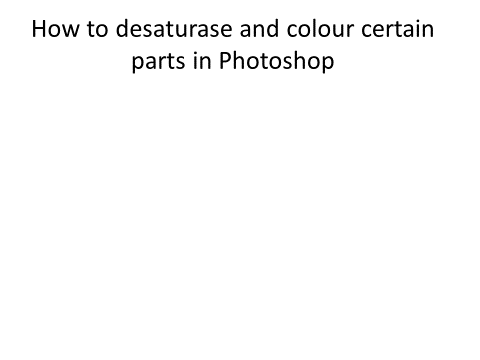 How to desaturase and colour certain
parts in Photoshop